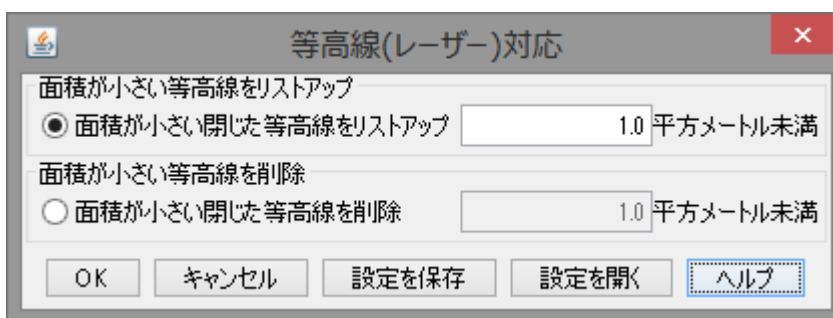 等高線(レーザー)対応
面積が小さい等高線をリストアップ
面積が小さい閉じた等高線をリストアップ 1.0 平方メートル未満
面積が小さい等高線を削除
面積が小さい閉じた等高線を削除 1.0 平方メートル未満
OK キャンセル 設定を保存 設定を開く ヘルプ